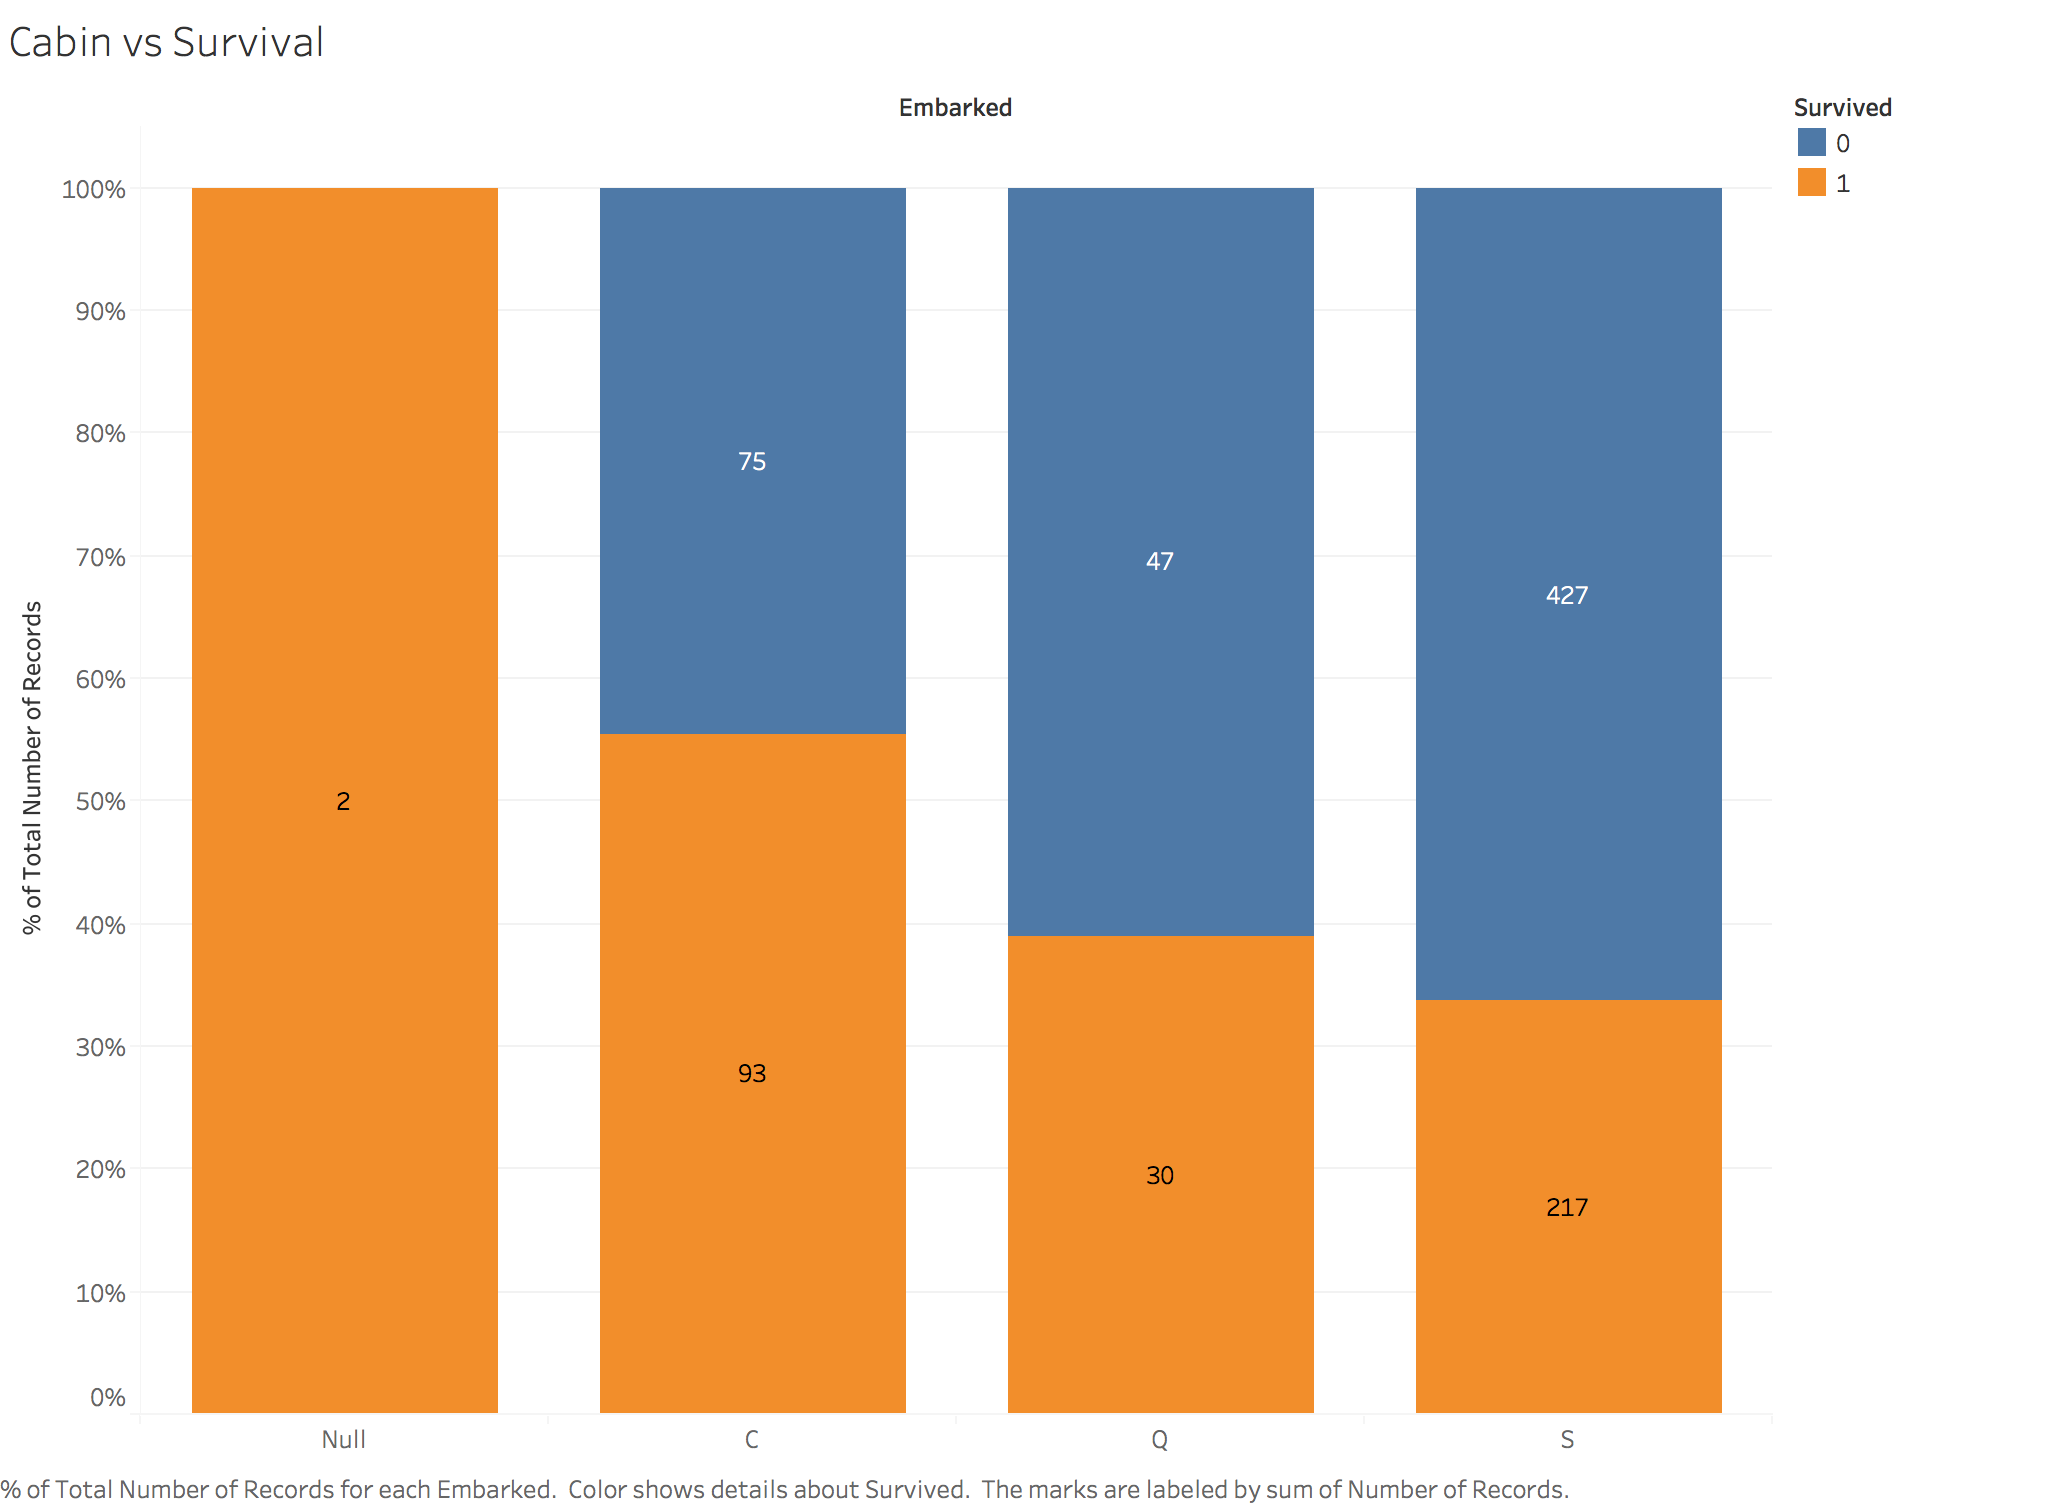 Cabin vs Survival
Embarked
Survived
0
1
% of Total Number of Records
100%
90%
80%
70%
60%
50%
40%
30%
20%
10%
0%
2
75
93
47
30
427
217
Null
C
Q
S
% of Total Number of Records for each Embarked.  Color shows details about Survived.  The marks are labeled by sum of Number of Records.